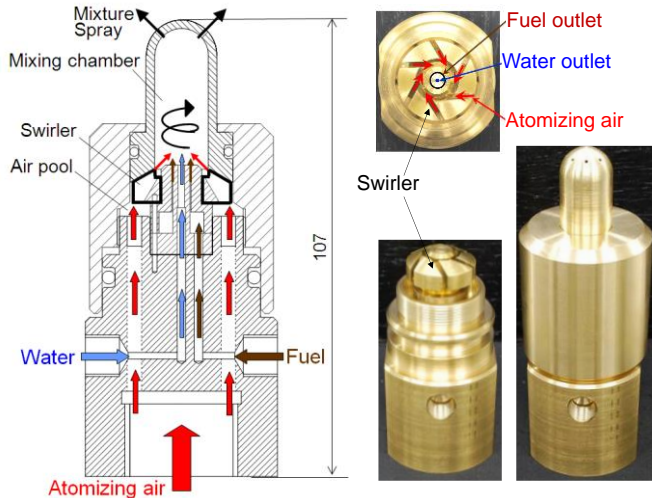 Mixture
Spray
Mixing chamber
Swirler
Air pool
107
Water
Fuel
Atomizing air
Fuel outlet
Water outlet
Atomizing air
Swirler